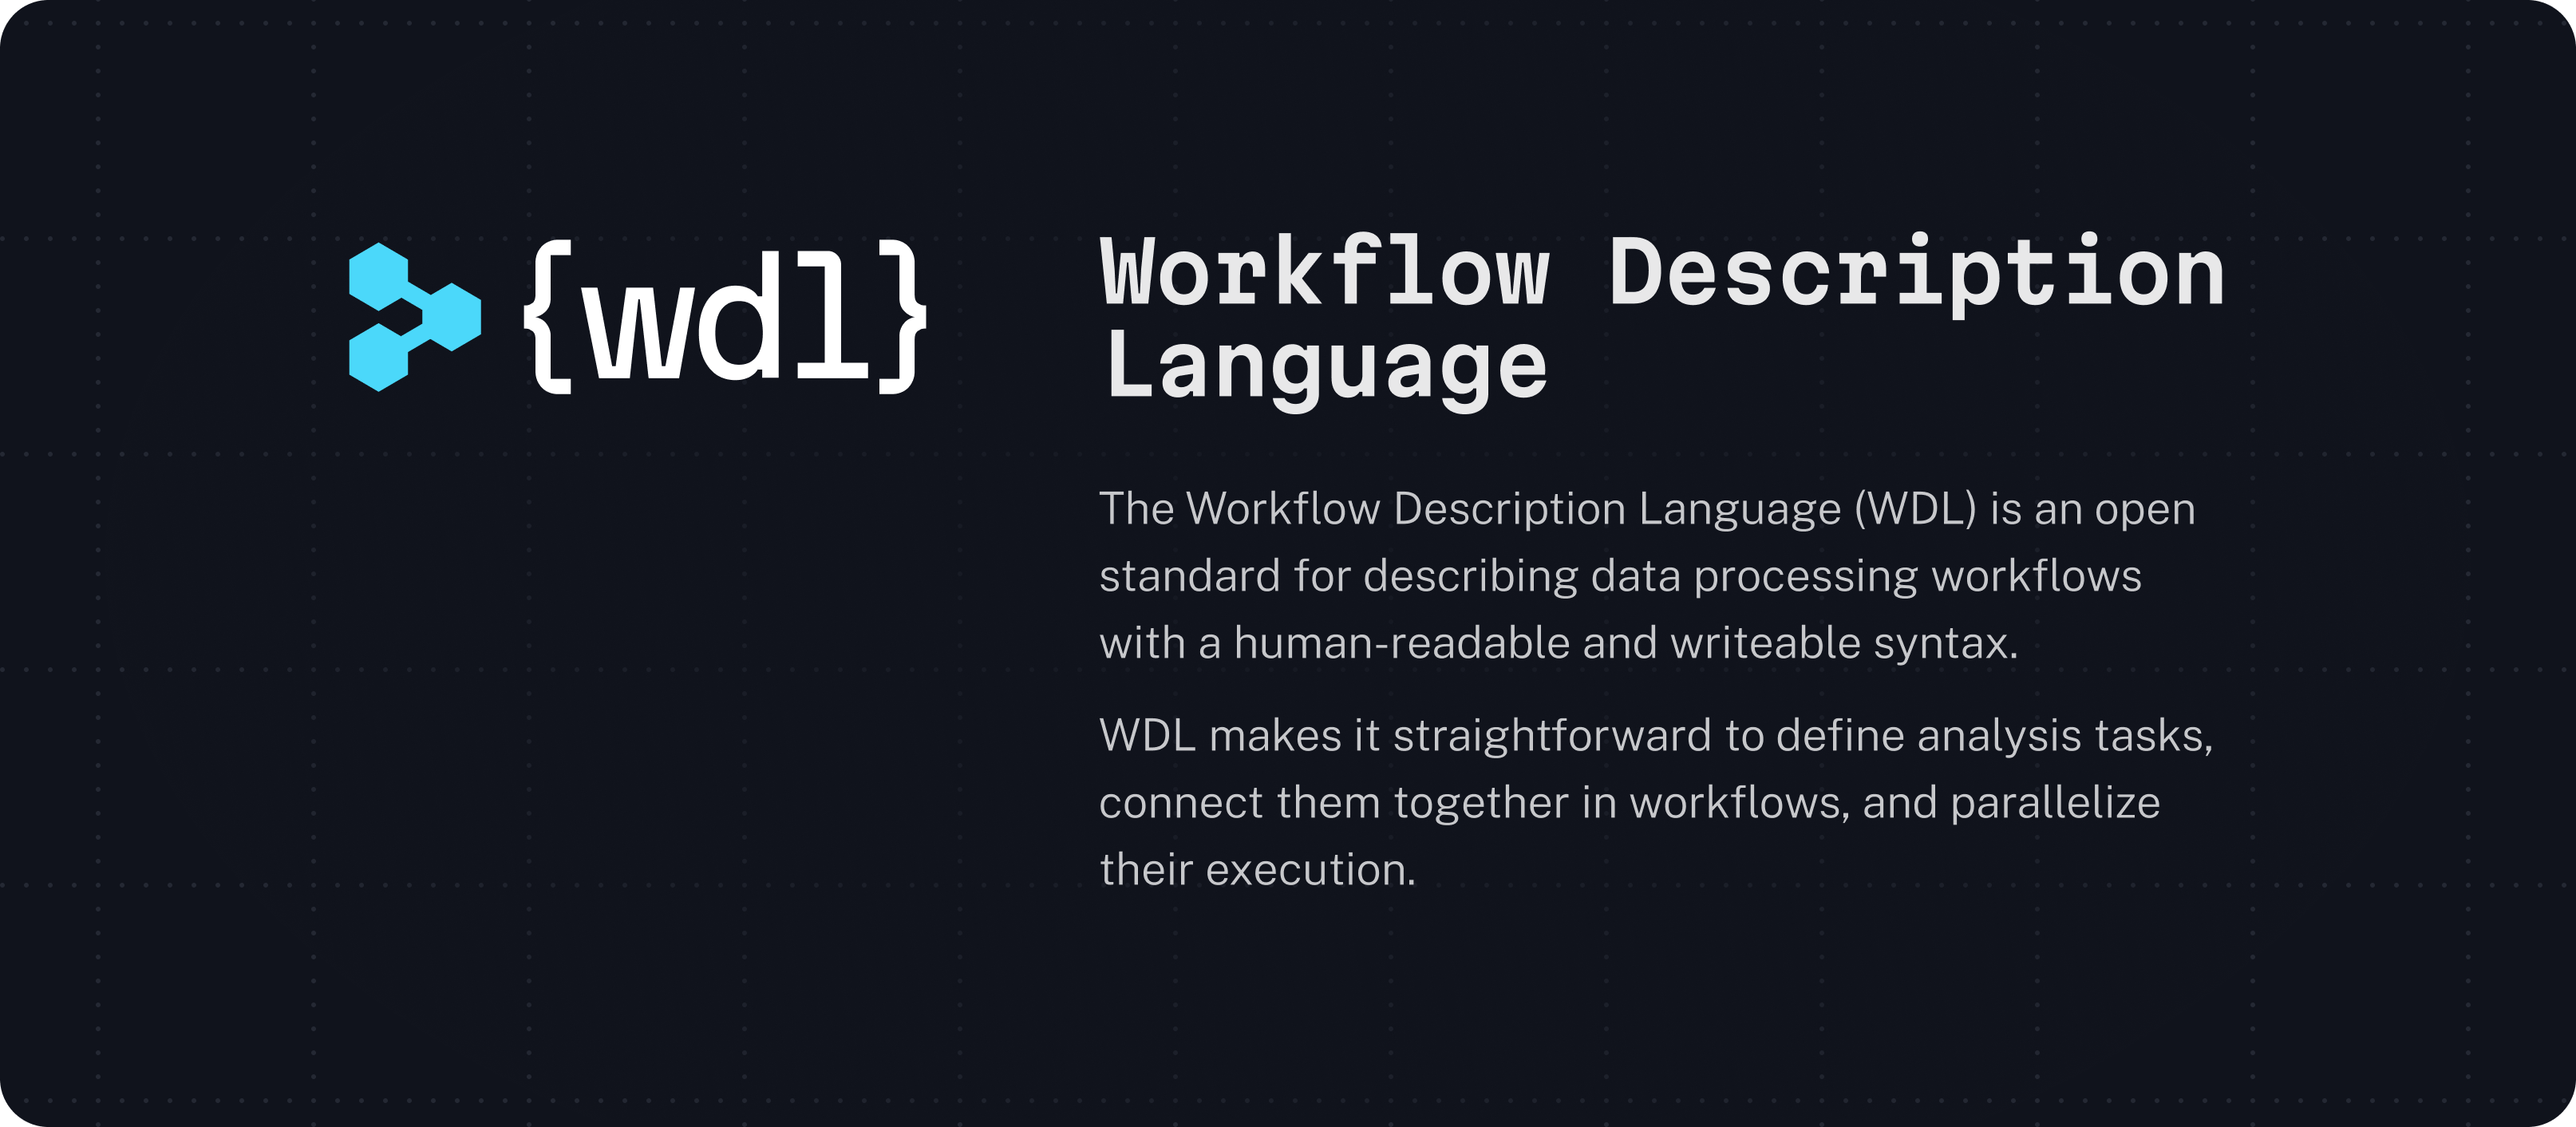 {wdl}
Workflow Description
Language
The Workflow Description Language (WDL) is an open
standard for describing data processing workflows
with a human-readable and writeable syntax.
WDL makes it straightforward to define analysis tasks,
connect them together in workflows, and parallelize
their execution.